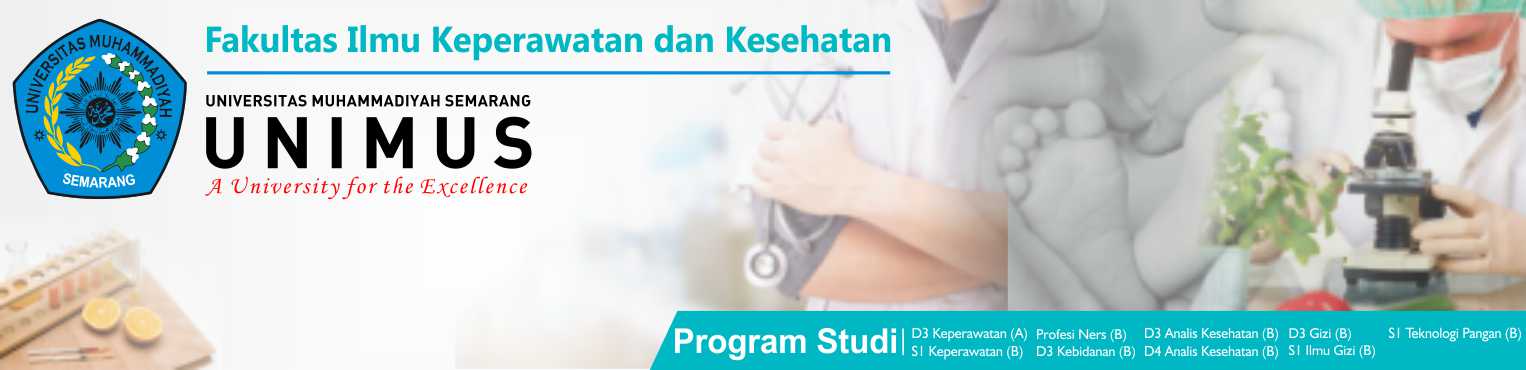 UNIVERSITAS MUHAMMADIYAH
SEMARANG
Fakultas Ilmu Keperawatan dan Kesehatan
UNIVERSITAS MUHAMMADIYAH SEMARANG
UNIMUS
A University for the Excellence
Program Studi
D3 Keperawatan (A)
S1 Keperawatan (B)
Profesi Ners (B)
D3 Kebidanan (B)
D3 Analis Kesehatan (B)
D4 Analis Kesehatan (B)
D3 Gizi (B)
S1 Ilmu Gizi (B)
S1 Teknologi Pangan (B)